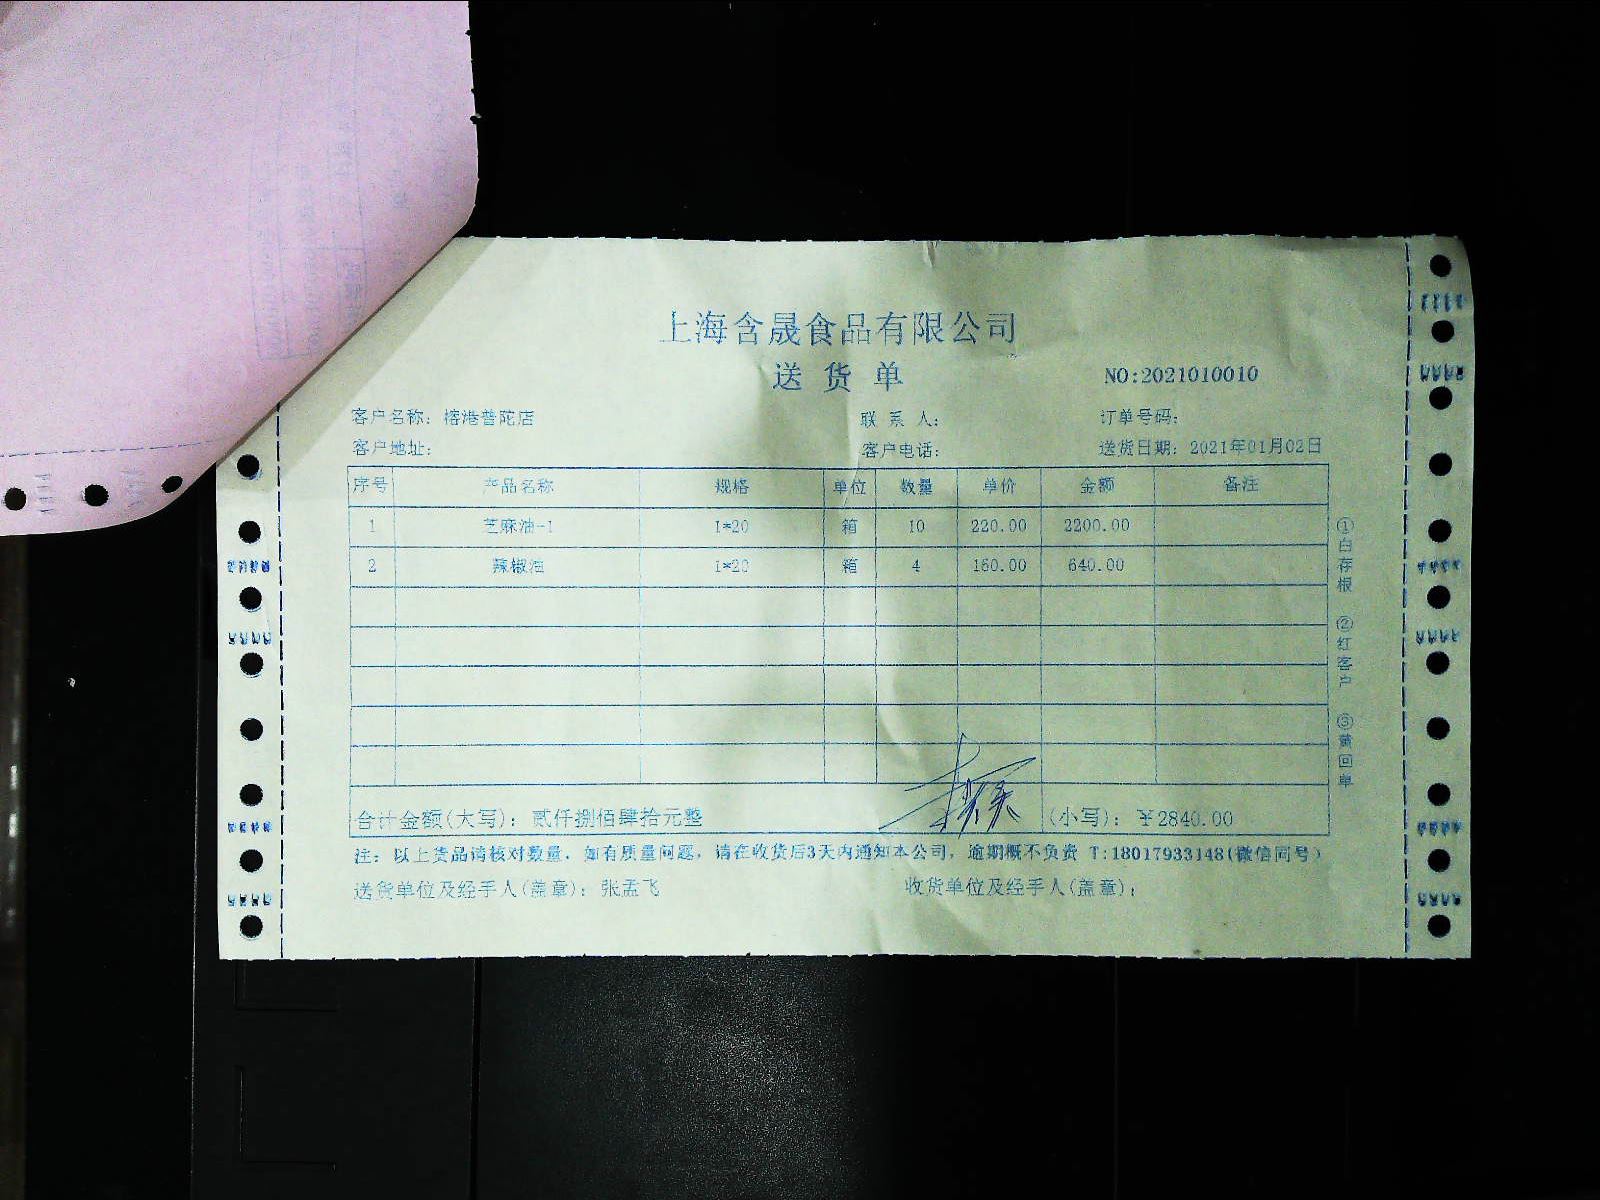 上海含晟食品有限公司
送货单
NO:2021010010
客户名称：榕港普陀店 联系人： 订单号码：
客户地址： 客户电话： 送货日期：2021年01月02日
序号 产品名称 规格 单位 数量 单价 金额 备注
1 芝麻油-1 1*20 箱 10 220.00 2200.00
2 辣椒油 1*20 箱 4 160.00 640.00
合计金额(大写)：贰仟捌佰肆拾元整 (小写)：￥2840.00
注：以上货品请核对数量，如有质量问题，请在收货后3天内通知本公司，逾期概不负责 T:18017933148(微信同号)
送货单位及经手人(盖章)：张孟飞 收货单位及经手人(盖章)：
①白存根 ②红客户 ③黄回单